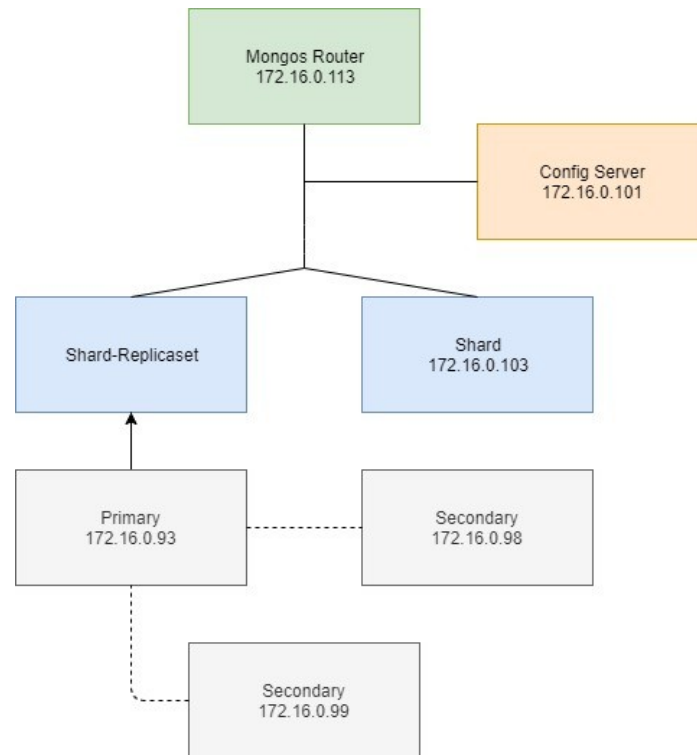 Mongos Router
172.16.0.113
Config Server
172.16.0.101
Shard-Replicaset
Shard
172.16.0.103
Primary
172.16.0.93
Secondary
172.16.0.98
Secondary
172.16.0.99